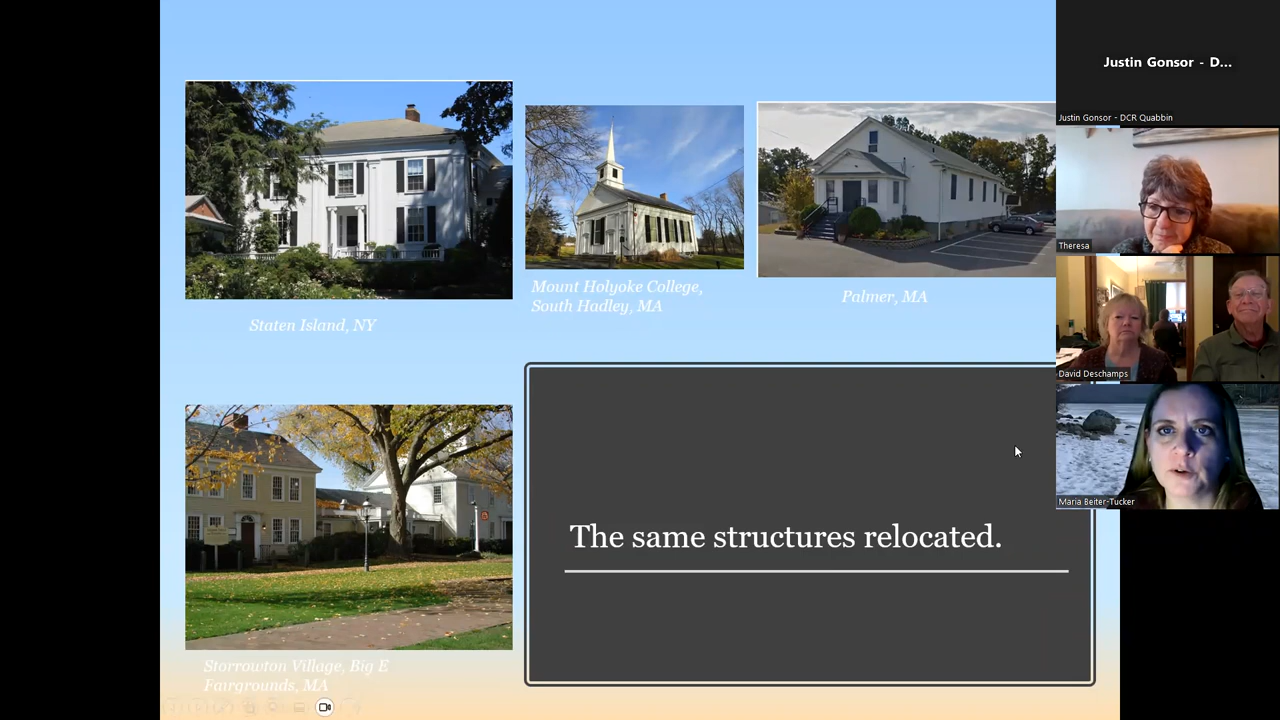 Staten Island, NY
Mount Holyoke College,
South Hadley, MA
Palmer, MA
The same structures relocated.
Storrowton Village, Big E
Fairgrounds, MA
Justin Gonsor - D...
Justin Gonsor - DCR Quabbin
Theresa
David Deschamps
Maria Beiter-Tucker